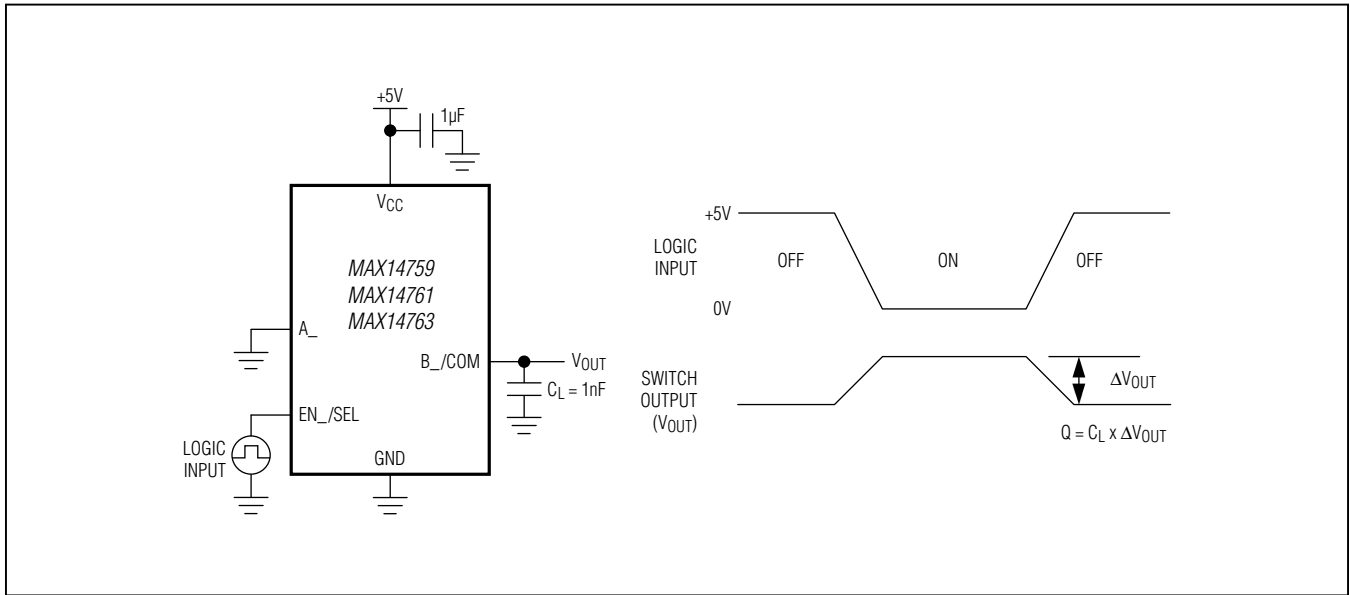 +5V
1µF
VCC
MAX14759
MAX14761
MAX14763
A_
B_/COM
VOUT
CL = 1nF
EN_/SEL
LOGIC
INPUT
GND
+5V
LOGIC
INPUT
OFF
ON
OFF
0V
SWITCH
OUTPUT
(VOUT)
ΔVOUT
Q = CL x ΔVOUT